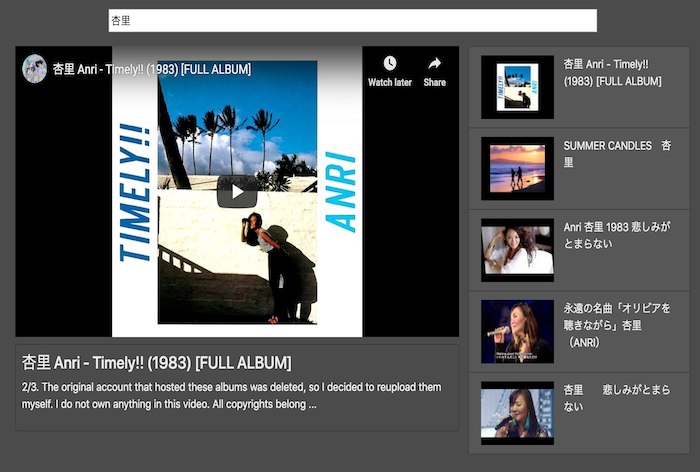 杏里
杏里 Anri - Timely!! (1983) [FULL ALBUM]
Watch later
Share
TIMELY!!
ANRI
杏里 Anri - Timely!! (1983) [FULL ALBUM]
2/3. The original account that hosted these albums was deleted, so I decided to reupload them
myself. I do not own anything in this video. All copyrights belong ...
TIMELY!!
ANRI
杏里 Anri - Timely!!
(1983) [FULL ALBUM]
SUMMER CANDLES　杏
里
Anri 杏里 1983 悲しみが
とまらない
永遠の名曲「オリビアを
聴きながら」杏里
（ANRI）
杏里　　悲しみがとまら
ない